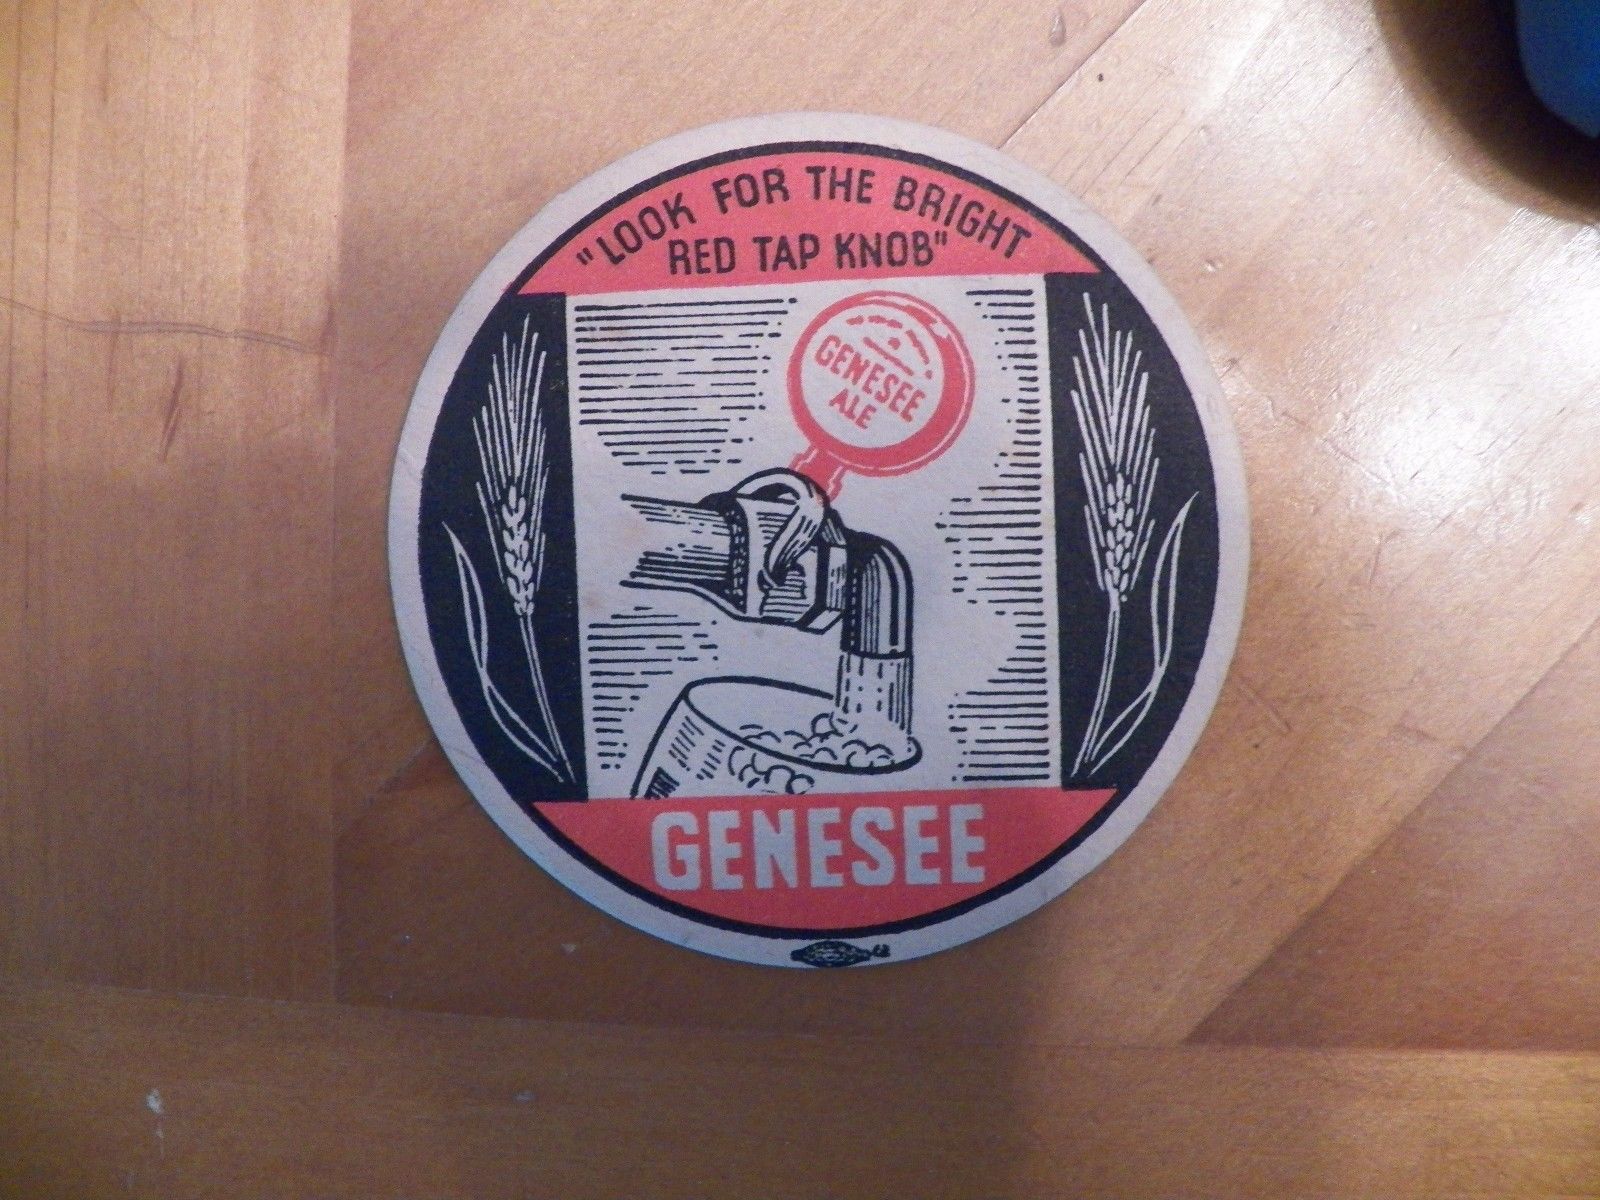 "LOOK FOR THE BRIGHT
RED TAP KNOB"
GENESEE
ALE
GENESEE